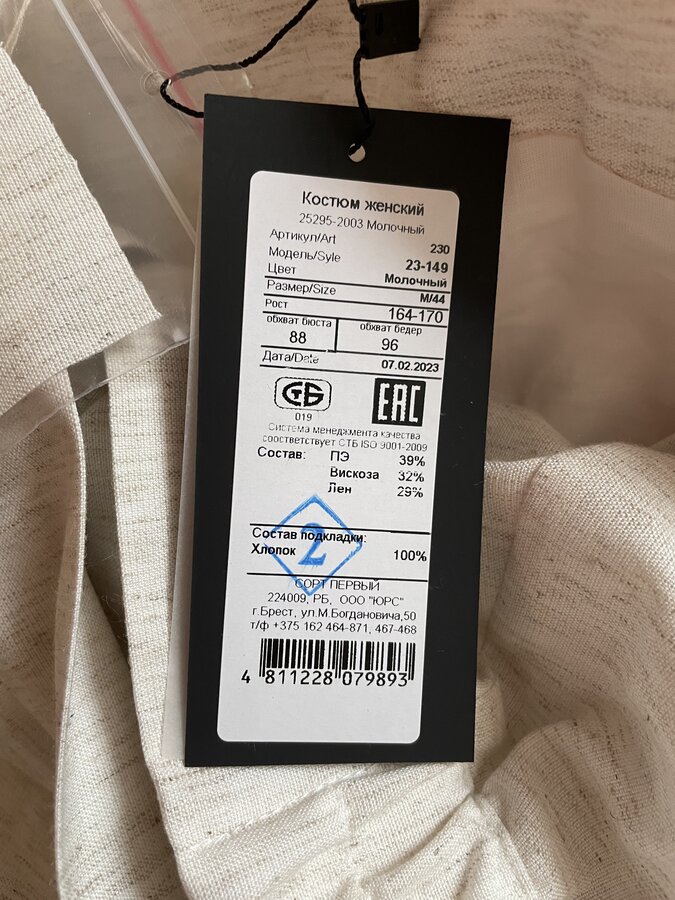 Костюм женский
25295-2003 Молочный
Артикул/Art 230
Модель/Syle 23-149
Цвет Молочный
Размер/Size М/44
Рост 164-170
обхват бюста обхват бедер
88 96
Дата/Date 07.02.2023
СТБ EAC
019
Система менеджмента качества
соостветствует СТБ ISO 9001-2009
Состав: ПЭ 39%
Вискоза 32%
Лен 29%
2
Состав подкладки:
Хлопок 100%
СОРТ ПЕРВЫЙ
224009, РБ, ООО "ЮРС"
г.Брест, ул.М.Богдановича,50
т/ф +375 162 464-871, 467-468
4 811228 079893